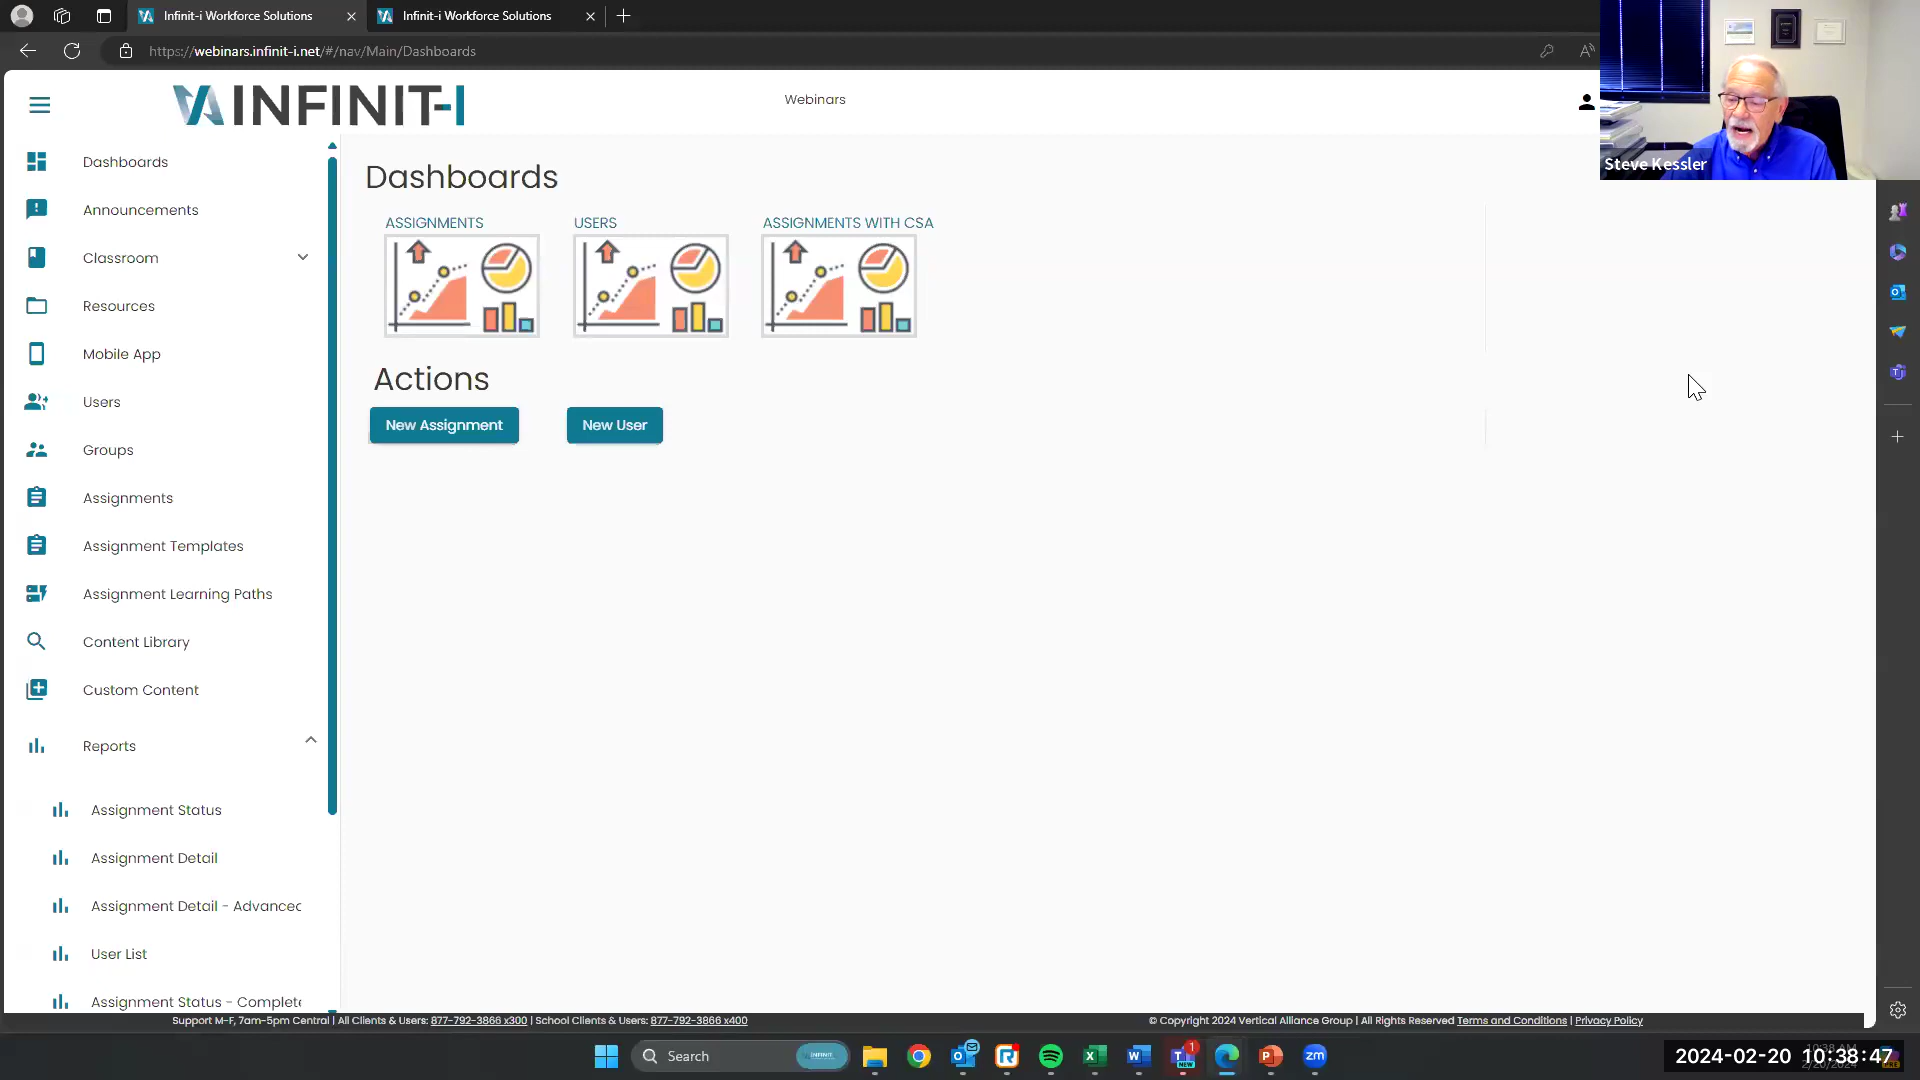 Infinit-i Workforce Solutions
Infinit-i Workforce Solutions
https://webinars.infinit-i.net/#/nav/Main/Dashboards
INFINIT-I
Webinars
Steve Kessler
Dashboards
Announcements
Classroom
Resources
Mobile App
Users
Groups
Assignments
Assignment Templates
Assignment Learning Paths
Content Library
Custom Content
Reports
Assignment Status
Assignment Detail
Assignment Detail - Advanced
User List
Assignment Status - Complete
Dashboards
ASSIGNMENTS
USERS
ASSIGNMENTS WITH CSA
Actions
New Assignment
New User
Support M-F, 7am-5pm Central | All Clients & Users: 877-792-3866 x300 | School Clients & Users: 877-792-3866 x400
© Copyright 2024 Vertical Alliance Group | All Rights Reserved Terms and Conditions | Privacy Policy
Search
2024-02-20 10:38:47